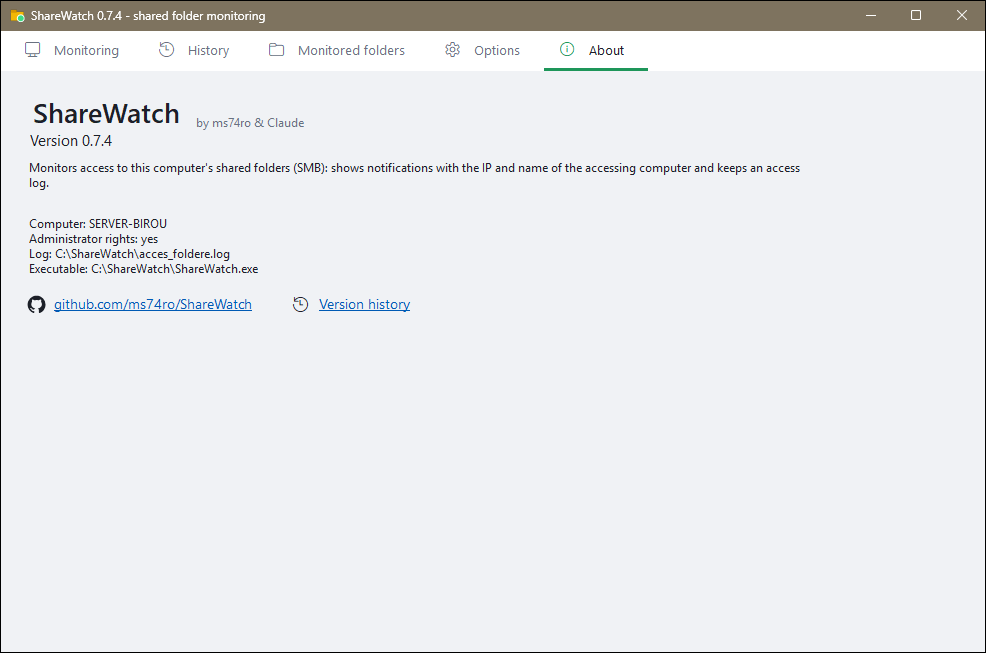 ShareWatch 0.7.4 - shared folder monitoring
Monitoring History Monitored folders Options About
ShareWatch by ms74ro & Claude
Version 0.7.4
Monitors access to this computer's shared folders (SMB): shows notifications with the IP and name of the accessing computer and keeps an access
log.
Computer: SERVER-BIROU
Administrator rights: yes
Log: C:\ShareWatch\acces_foldere.log
Executable: C:\ShareWatch\ShareWatch.exe
github.com/ms74ro/ShareWatch Version history